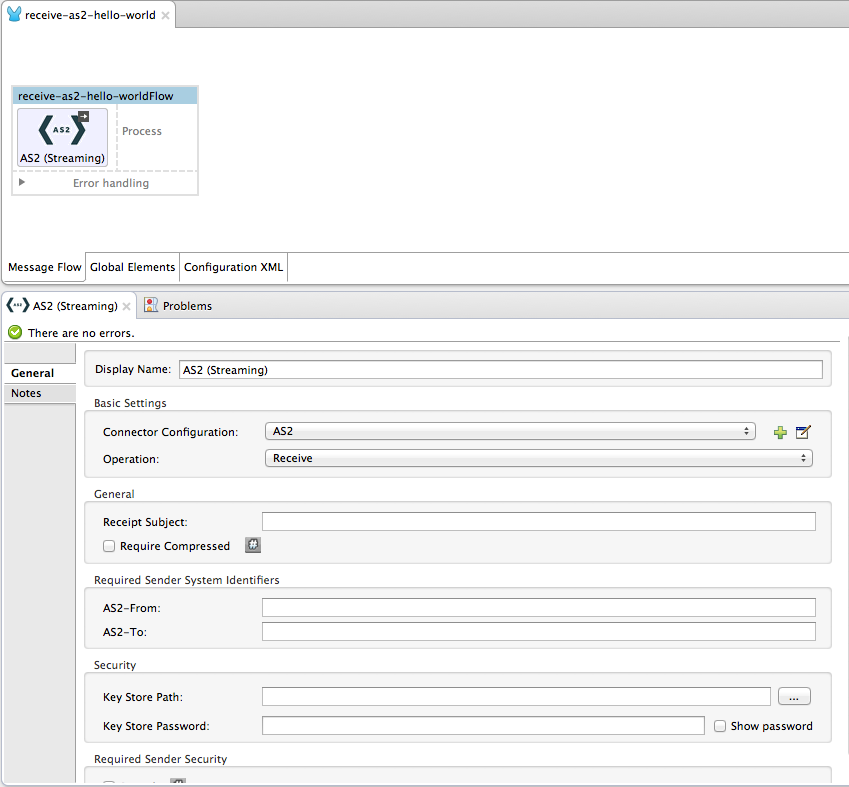 receive-as2-hello-world
receive-as2-hello-worldFlow
AS2
Process
AS2 (Streaming)
Error handling
Message Flow Global Elements Configuration XML
AS2 (Streaming) Problems
There are no errors.
General
Notes
Display Name: AS2 (Streaming)
Basic Settings
Connector Configuration: AS2
Operation: Receive
General
Receipt Subject:
Require Compressed #
Required Sender System Identifiers
AS2-From:
AS2-To:
Security
Key Store Path: ...
Key Store Password: Show password
Required Sender Security